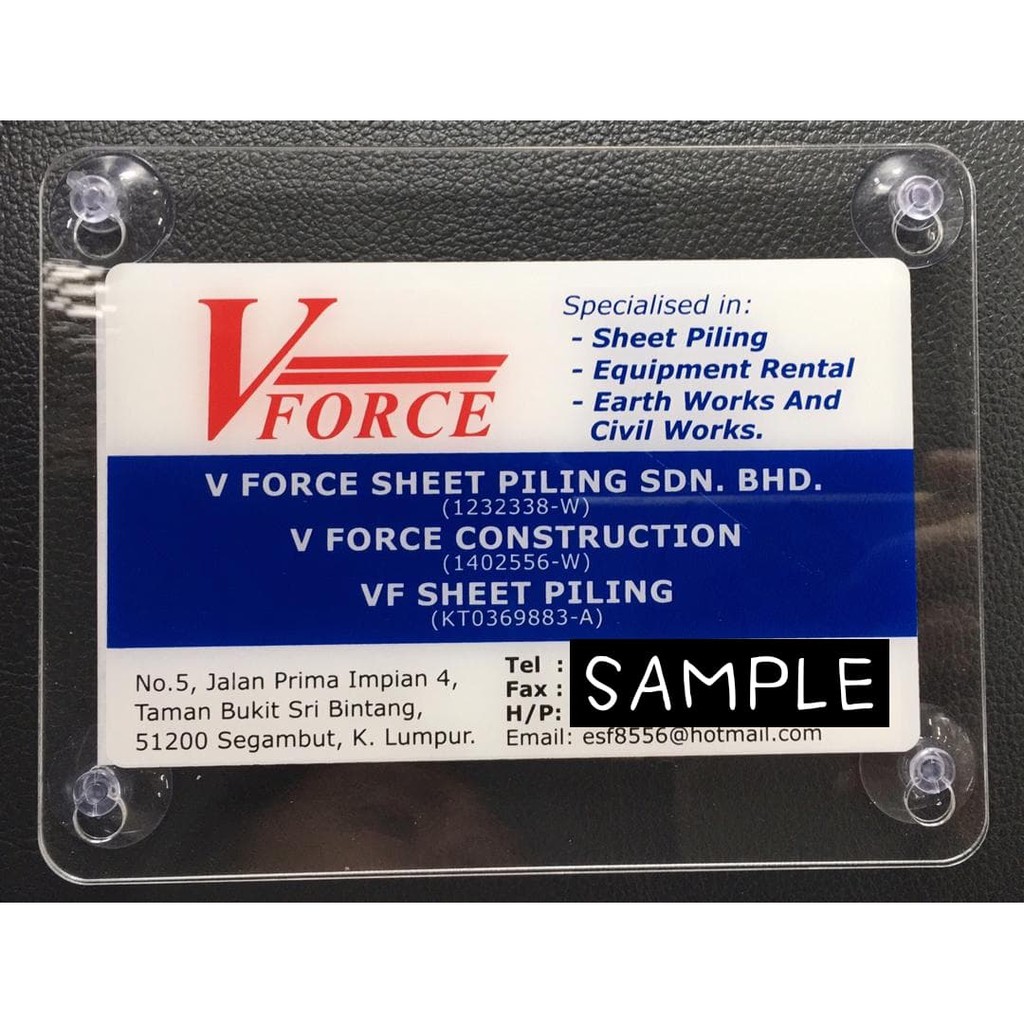 V FORCE
Specialised in:
- Sheet Piling
- Equipment Rental
- Earth Works And
Civil Works.
V FORCE SHEET PILING SDN. BHD.
(1232338-W)
V FORCE CONSTRUCTION
(1402556-W)
VF SHEET PILING
(KT0369883-A)
No.5, Jalan Prima Impian 4,
Taman Bukit Sri Bintang,
51200 Segambut, K. Lumpur.
Tel :
Fax :
H/P:
SAMPLE
Email: esf8556@hotmail.com